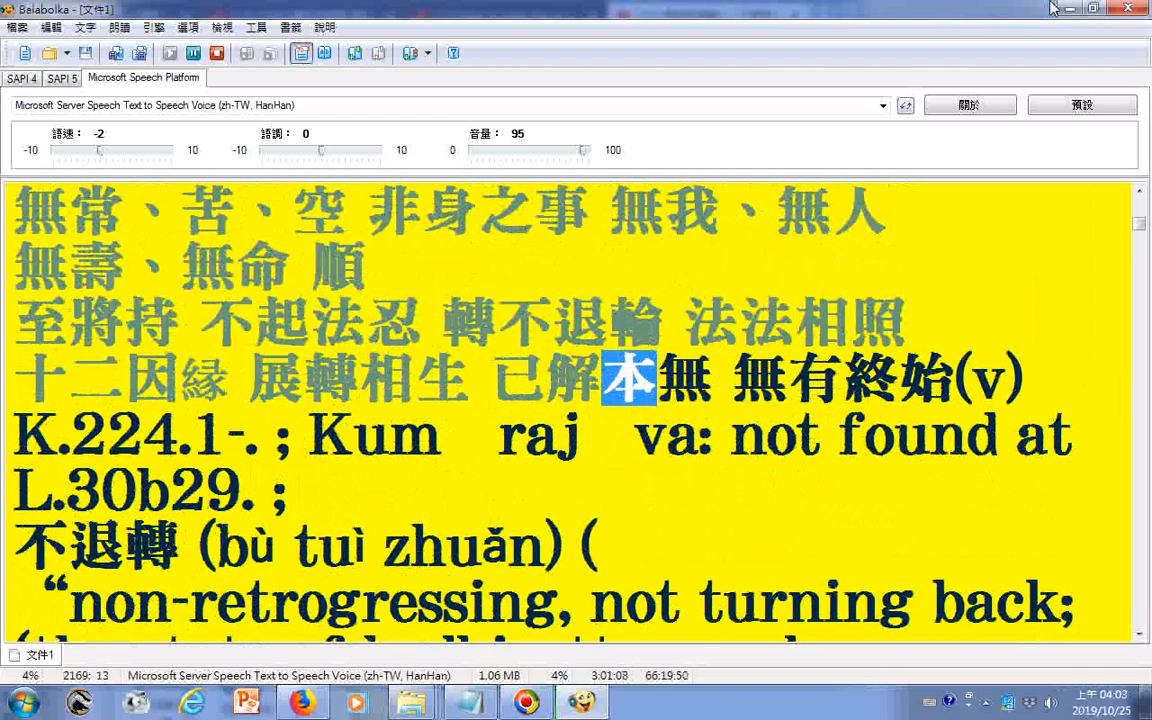 Balabolka - [文件1]
檔案 編輯 文字 朗讀 引擎 選項 檢視 工具 書籤 說明
SAPI 4 SAPI 5 Microsoft Speech Platform
Microsoft Server Speech Text to Speech Voice (zh-TW, HanHan) 關於 預設
語速： -2 語調： 0 音量： 95
-10 10 -10 10 0 100
無常、苦、空 非身之事 無我、無人
無壽、無命 順
至將持 不起法忍 轉不退輪 法法相照
十二因縁 展轉相生 已解本無 無有終始(v)
K.224.1-. ; Kum raj va: not found at
L.30b29. ;
不退轉 (bù tuì zhuǎn) (
“non-retrogressing, not turning back;
文件1
4% 2169: 13 Microsoft Server Speech Text to Speech Voice (zh-TW, HanHan) 1.06 MB 4% 3:01:08 66:19:50
上午 04:03
2019/10/25